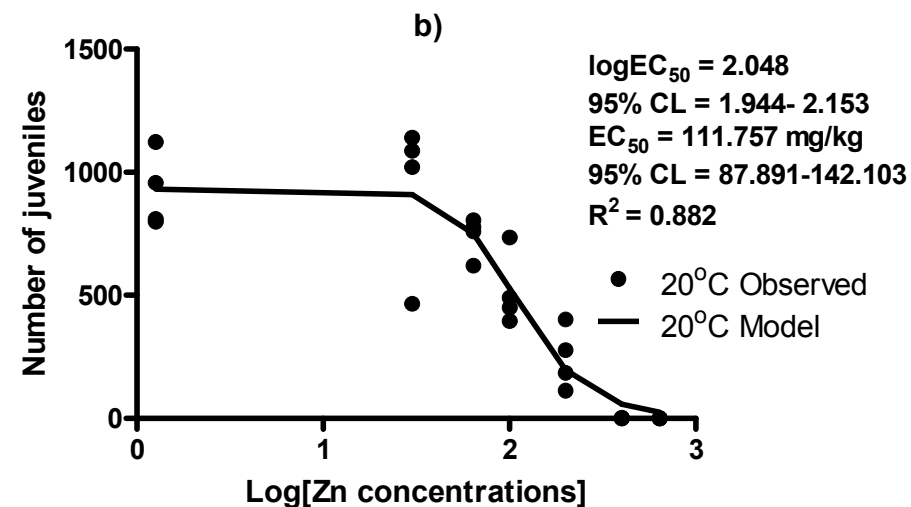 b)
logEC50 = 2.048
95% CL = 1.944- 2.153
EC50 = 111.757 mg/kg
95% CL = 87.891-142.103
R2 = 0.882
20oC Observed
20oC Model
Number of juveniles
1500
1000
500
0
0
1
2
3
Log[Zn concentrations]